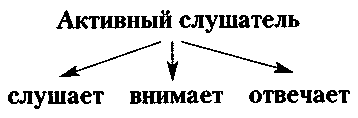 Активный слушатель
слушает внимает отвечает